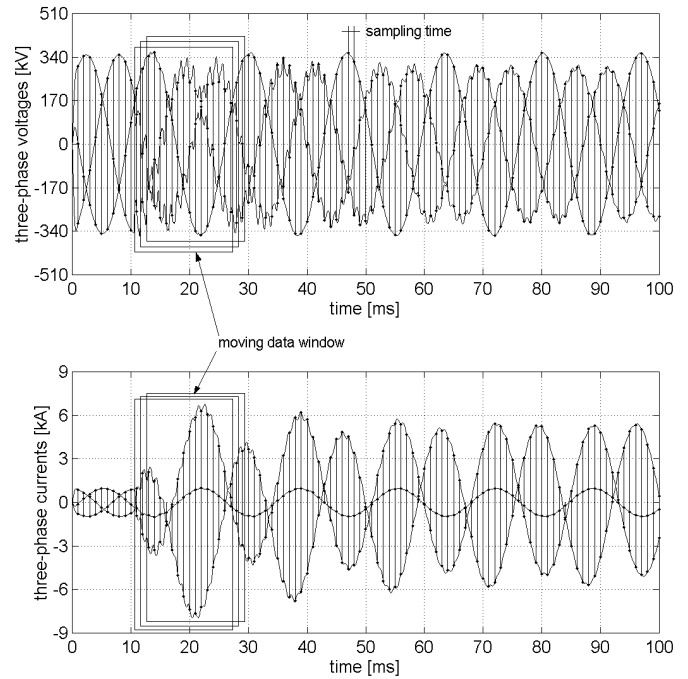 sampling time
three-phase voltages [kV]
510
340
170
0
-170
-340
-510
0 10 20 30 40 50 60 70 80 90 100
time [ms]
moving data window
three-phase currents [kA]
9
6
3
0
-3
-6
-9
0 10 20 30 40 50 60 70 80 90 100
time [ms]